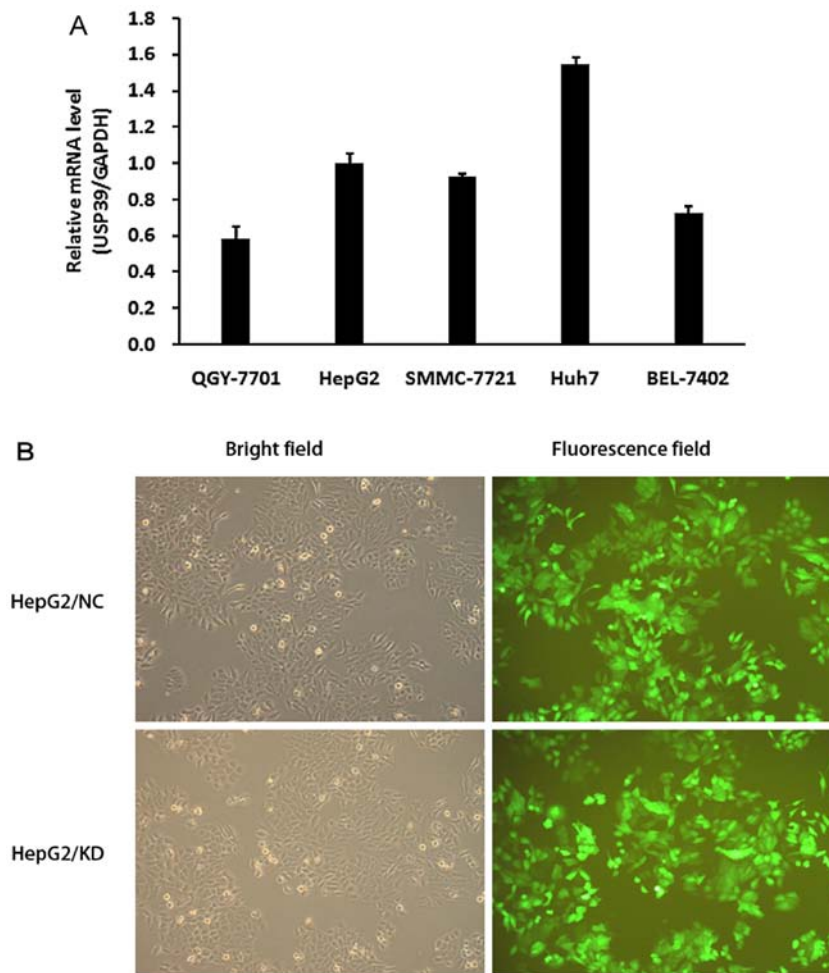 A
Relative mRNA level
(USP39/GAPDH)
1.8
1.6
1.4
1.2
1.0
0.8
0.6
0.4
0.2
0.0
QGY-7701 HepG2 SMMC-7721 Huh7 BEL-7402
B
Bright field Fluorescence field
HepG2/NC
HepG2/KD